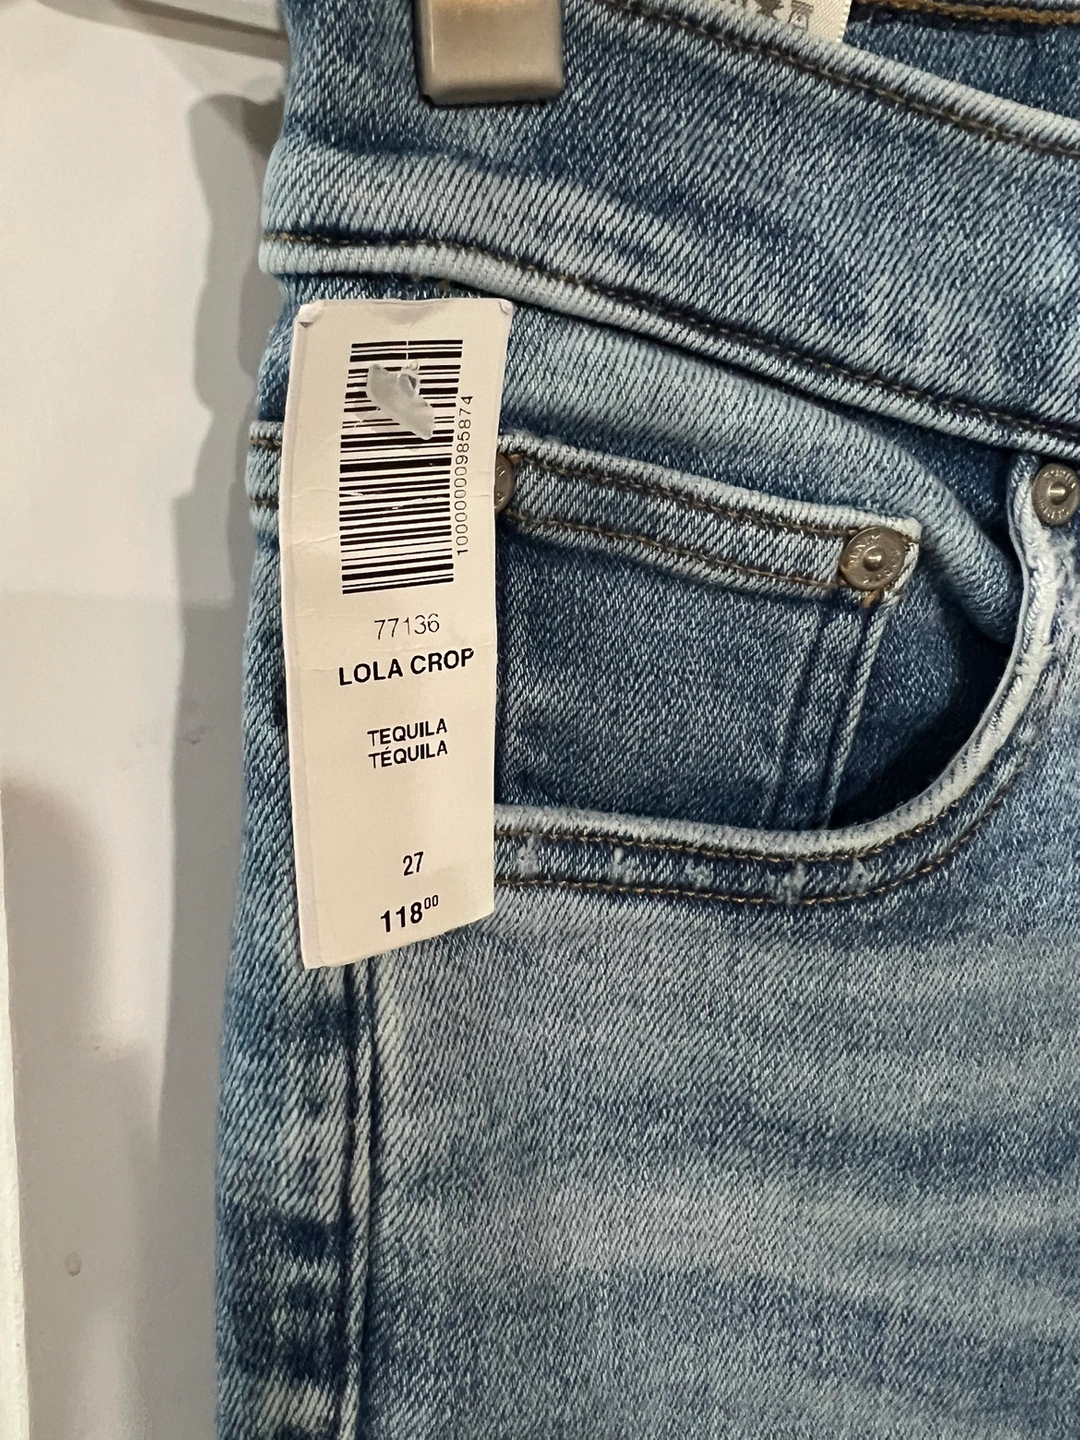 1000000985874
77136
LOLA CROP
TEQUILA
TÉQUILA
27
118⁰⁰